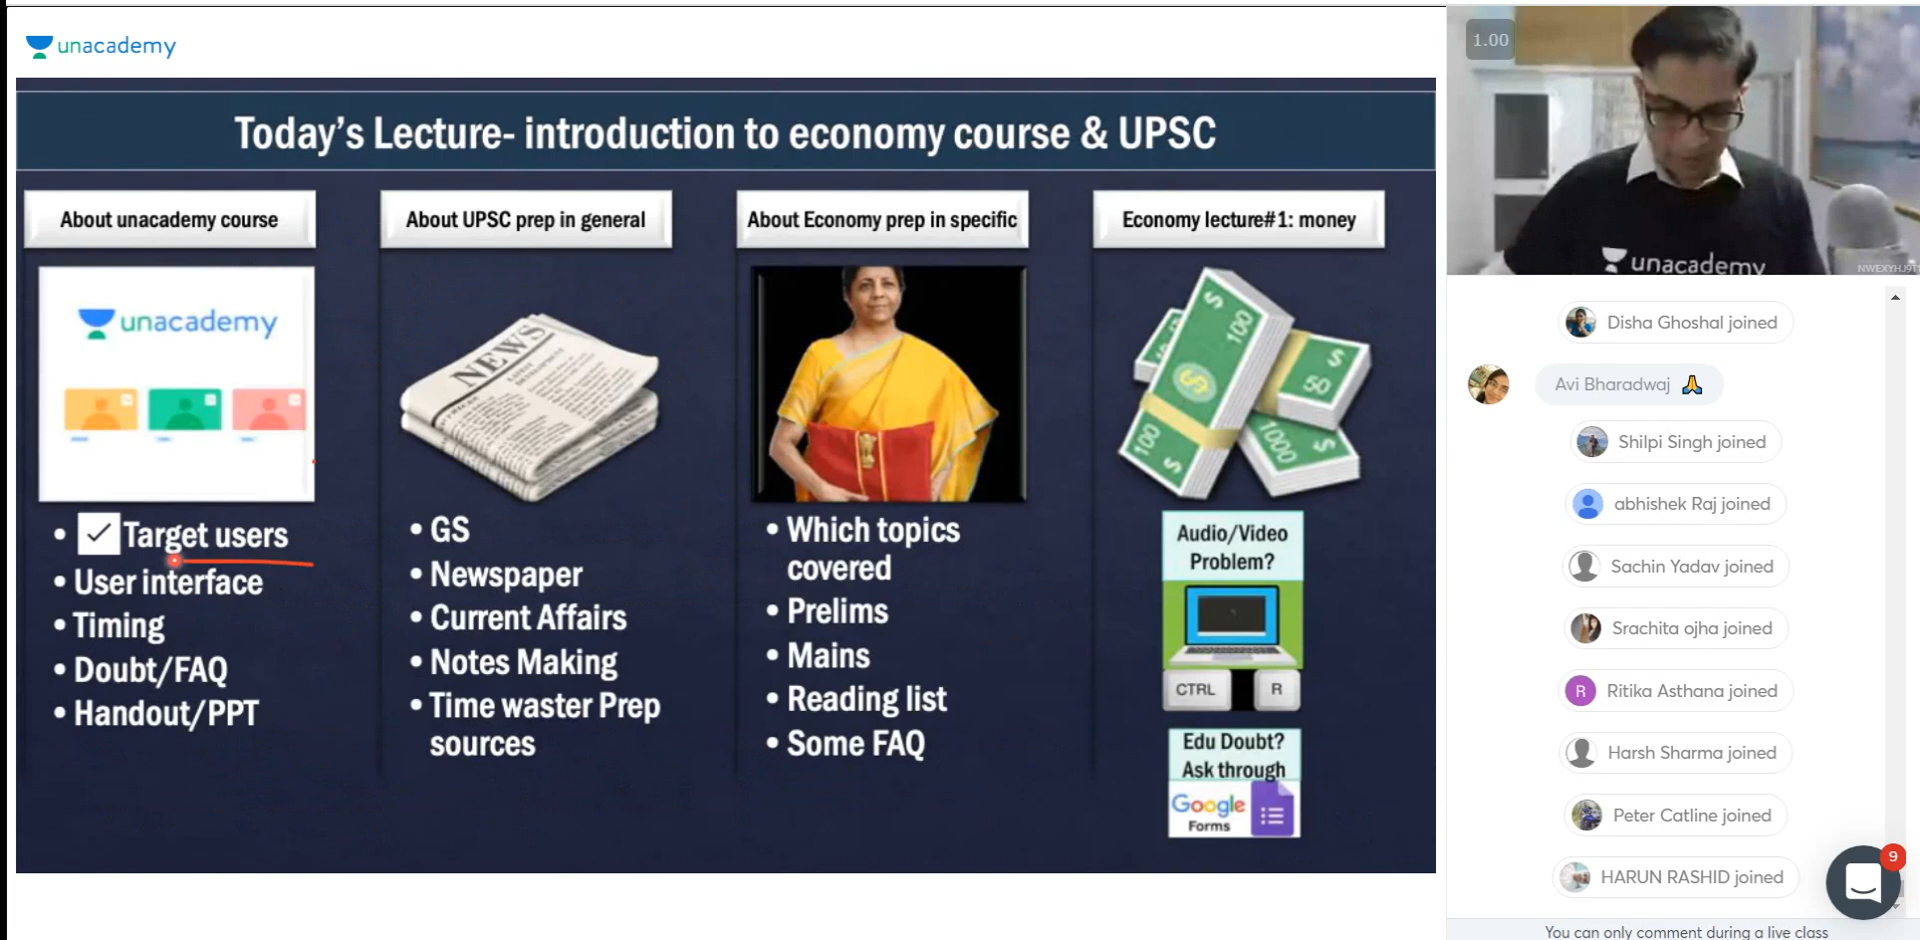 unacademy
Today's Lecture- introduction to economy course & UPSC
About unacademy course
unacademy
• Target users
• User interface
• Timing
• Doubt/FAQ
• Handout/PPT
About UPSC prep in general
NEWS
• GS
• Newspaper
• Current Affairs
• Notes Making
• Time waster Prep
sources
About Economy prep in specific
• Which topics
covered
• Prelims
• Mains
• Reading list
• Some FAQ
Economy lecture#1: money
$ 100
$
$ 50
100 $
1000 $
Audio/Video
Problem?
CTRL R
Edu Doubt?
Ask through
Google
Forms
1.00
unacademy
Disha Ghoshal joined
Avi Bharadwaj 🙏
Shilpi Singh joined
abhishek Raj joined
Sachin Yadav joined
Srachita ojha joined
R Ritika Asthana joined
Harsh Sharma joined
Peter Catline joined
HARUN RASHID joined
9
You can only comment during a live class